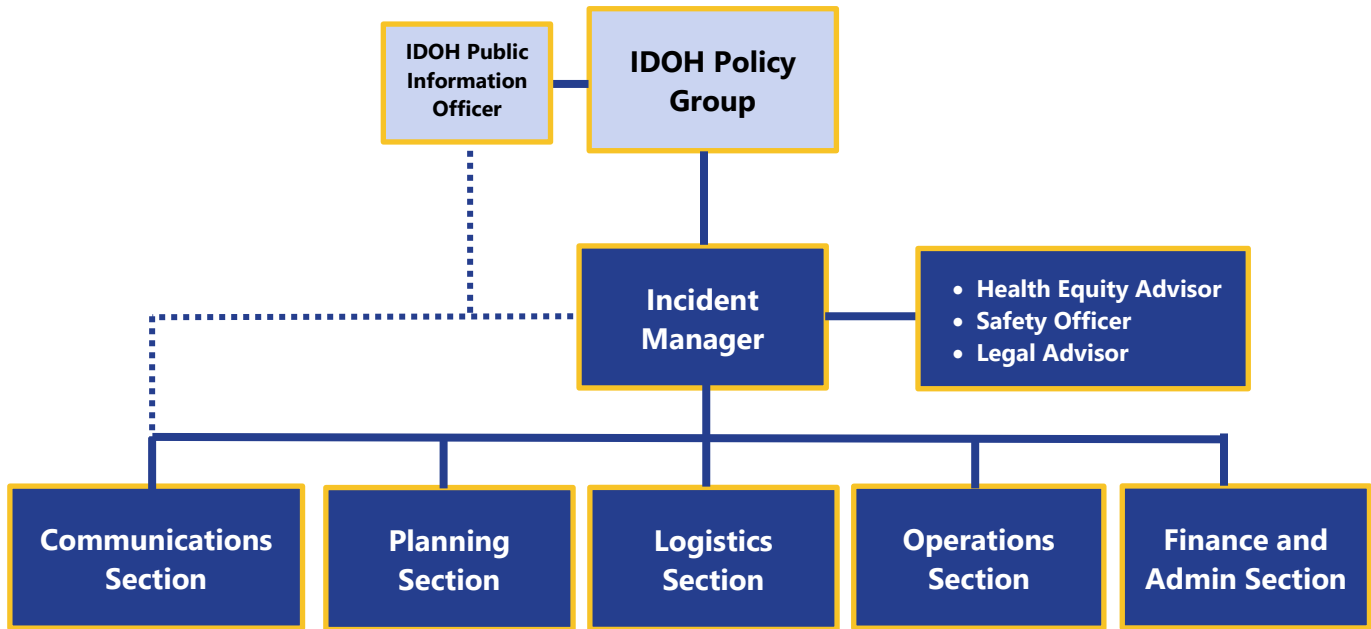 IDOH Public
Information
Officer
IDOH Policy
Group
Incident
Manager
• Health Equity Advisor
• Safety Officer
• Legal Advisor
Communications
Section
Planning
Section
Logistics
Section
Operations
Section
Finance and
Admin Section